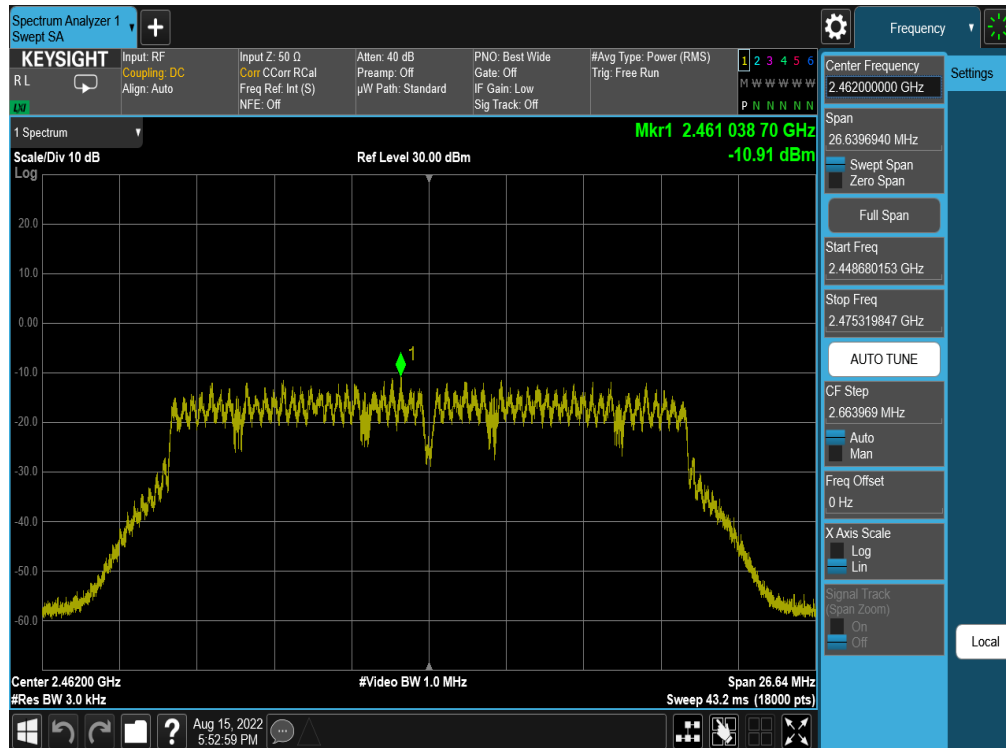 Spectrum Analyzer 1
Swept SA
+
Frequency
KEYSIGHT
R L
LXI
Input: RF
Coupling: DC
Align: Auto
Input Z: 50 Ω
Corr CCorr RCal
Freq Ref: Int (S)
NFE: Off
Atten: 40 dB
Preamp: Off
µW Path: Standard
PNO: Best Wide
Gate: Off
IF Gain: Low
Sig Track: Off
#Avg Type: Power (RMS)
Trig: Free Run
1 2 3 4 5 6
M W W W W W
P N N N N N
1 Spectrum
Scale/Div 10 dB
Ref Level 30.00 dBm
Mkr1 2.461 038 70 GHz
-10.91 dBm
Log
20.0
10.0
0.00
-10.0
-20.0
-30.0
-40.0
-50.0
-60.0
1
Center 2.46200 GHz
#Video BW 1.0 MHz
Span 26.64 MHz
#Res BW 3.0 kHz
Sweep 43.2 ms (18000 pts)
Center Frequency
2.462000000 GHz
Settings
Span
26.6396940 MHz
Swept Span
Zero Span
Full Span
Start Freq
2.448680153 GHz
Stop Freq
2.475319847 GHz
AUTO TUNE
CF Step
2.663969 MHz
Auto
Man
Freq Offset
0 Hz
X Axis Scale
Log
Lin
Signal Track
(Span Zoom)
On
Off
Local
?
Aug 15, 2022
5:52:59 PM